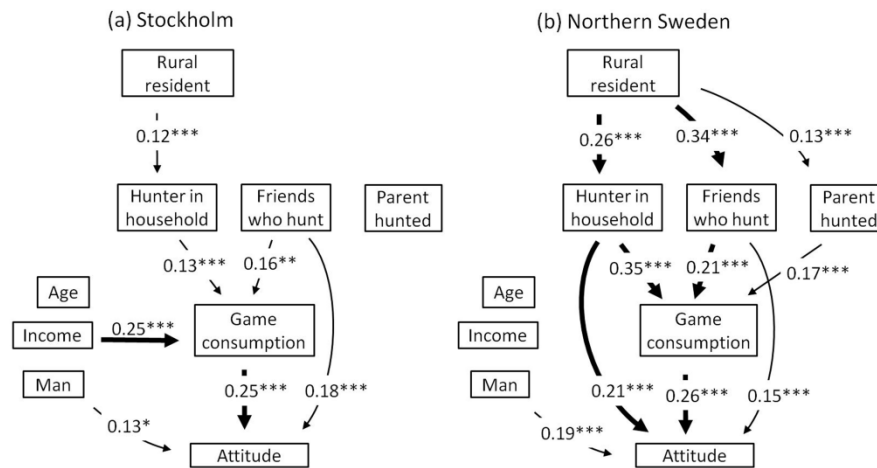 (a) Stockholm
Rural
resident
0.12***
Hunter in
household
Friends
who hunt
Parent
hunted
0.13***
0.16**
Age
Income
Man
0.25***
Game
consumption
0.25***
0.18***
0.13*
Attitude
(b) Northern Sweden
Rural
resident
0.26***
0.34***
0.13***
Hunter in
household
Friends
who hunt
Parent
hunted
0.35***
0.21***
0.17***
Age
Income
Man
Game
consumption
0.21***
0.26***
0.15***
0.19***
Attitude